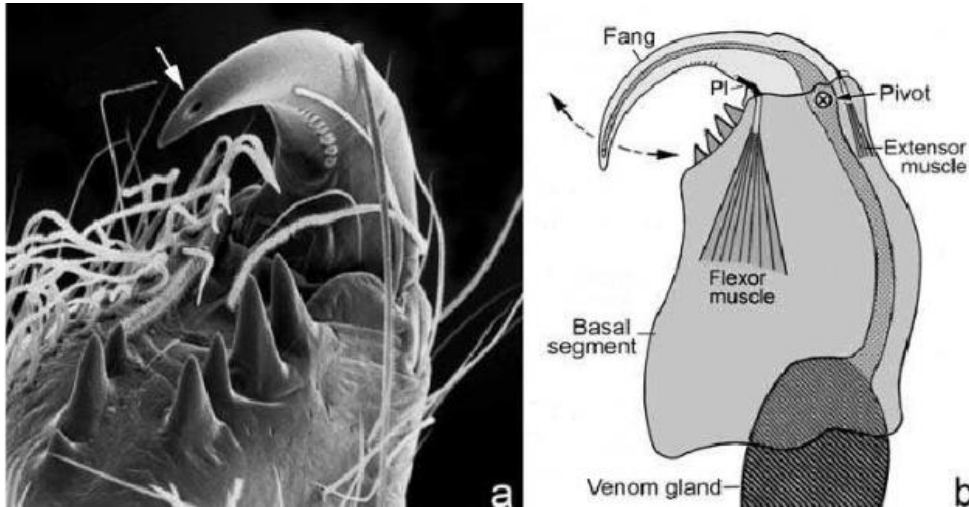 a
Fang
Pl
Pivot
Extensor
muscle
Flexor
muscle
Basal
segment
Venom gland
b